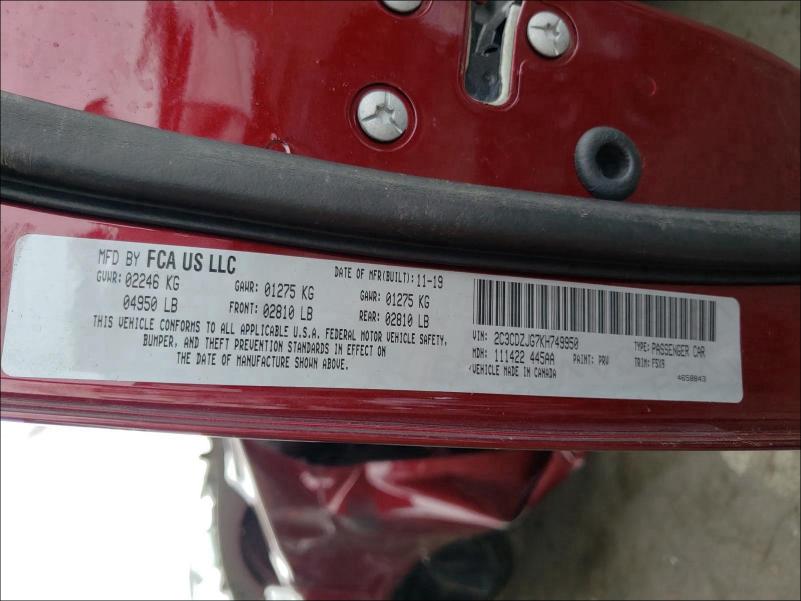 MFD BY FCA US LLC
DATE OF MFR(BUILT): 11-19
GVWR: 02246 KG
GAWR: 01275 KG
GAWR: 01275 KG
04950 LB
FRONT: 02810 LB
REAR: 02810 LB
THIS VEHICLE CONFORMS TO ALL APPLICABLE U.S.A. FEDERAL MOTOR VEHICLE SAFETY,
BUMPER, AND THEFT PREVENTION STANDARDS IN EFFECT ON
THE DATE OF MANUFACTURE SHOWN ABOVE.
VIN: 2C3CDZJG7KH749950
TYPE: PASSENGER CAR
MDH: 111422 445AA
PAINT: PRV
TRIM: F5X9
VEHICLE MADE IN CANADA
4658843